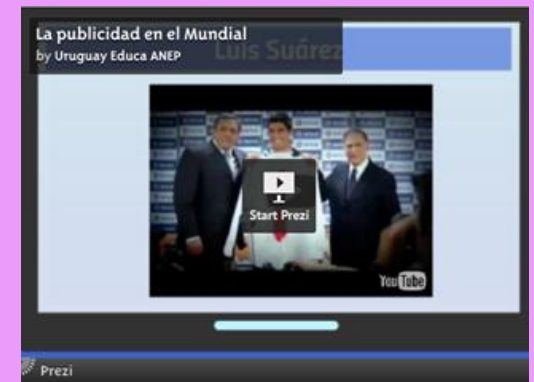 La publicidad en el Mundial
by Uruguay Educa ANEP
Luis Suárez
Start Prezi
YouTube
Prezi